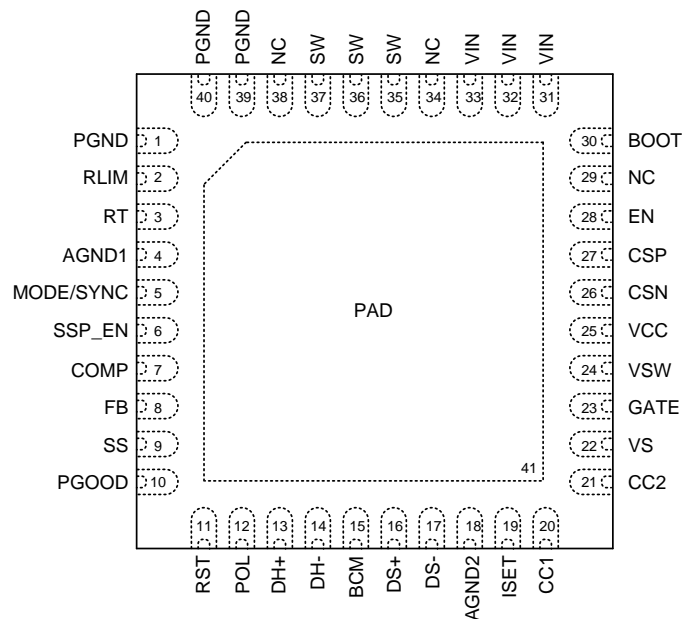 PGND PGND NC SW SW SW NC VIN VIN VIN
40 39 38 37 36 35 34 33 32 31
PGND 1 30 BOOT
RLIM 2 29 NC
RT 3 28 EN
AGND1 4 27 CSP
MODE/SYNC 5 26 CSN
PAD
SSP_EN 6 25 VCC
COMP 7 24 VSW
FB 8 23 GATE
SS 9 22 VS
41
PGOOD 10 21 CC2
11 12 13 14 15 16 17 18 19 20
RST POL DH+ DH- BCM DS+ DS- AGND2 ISET CC1